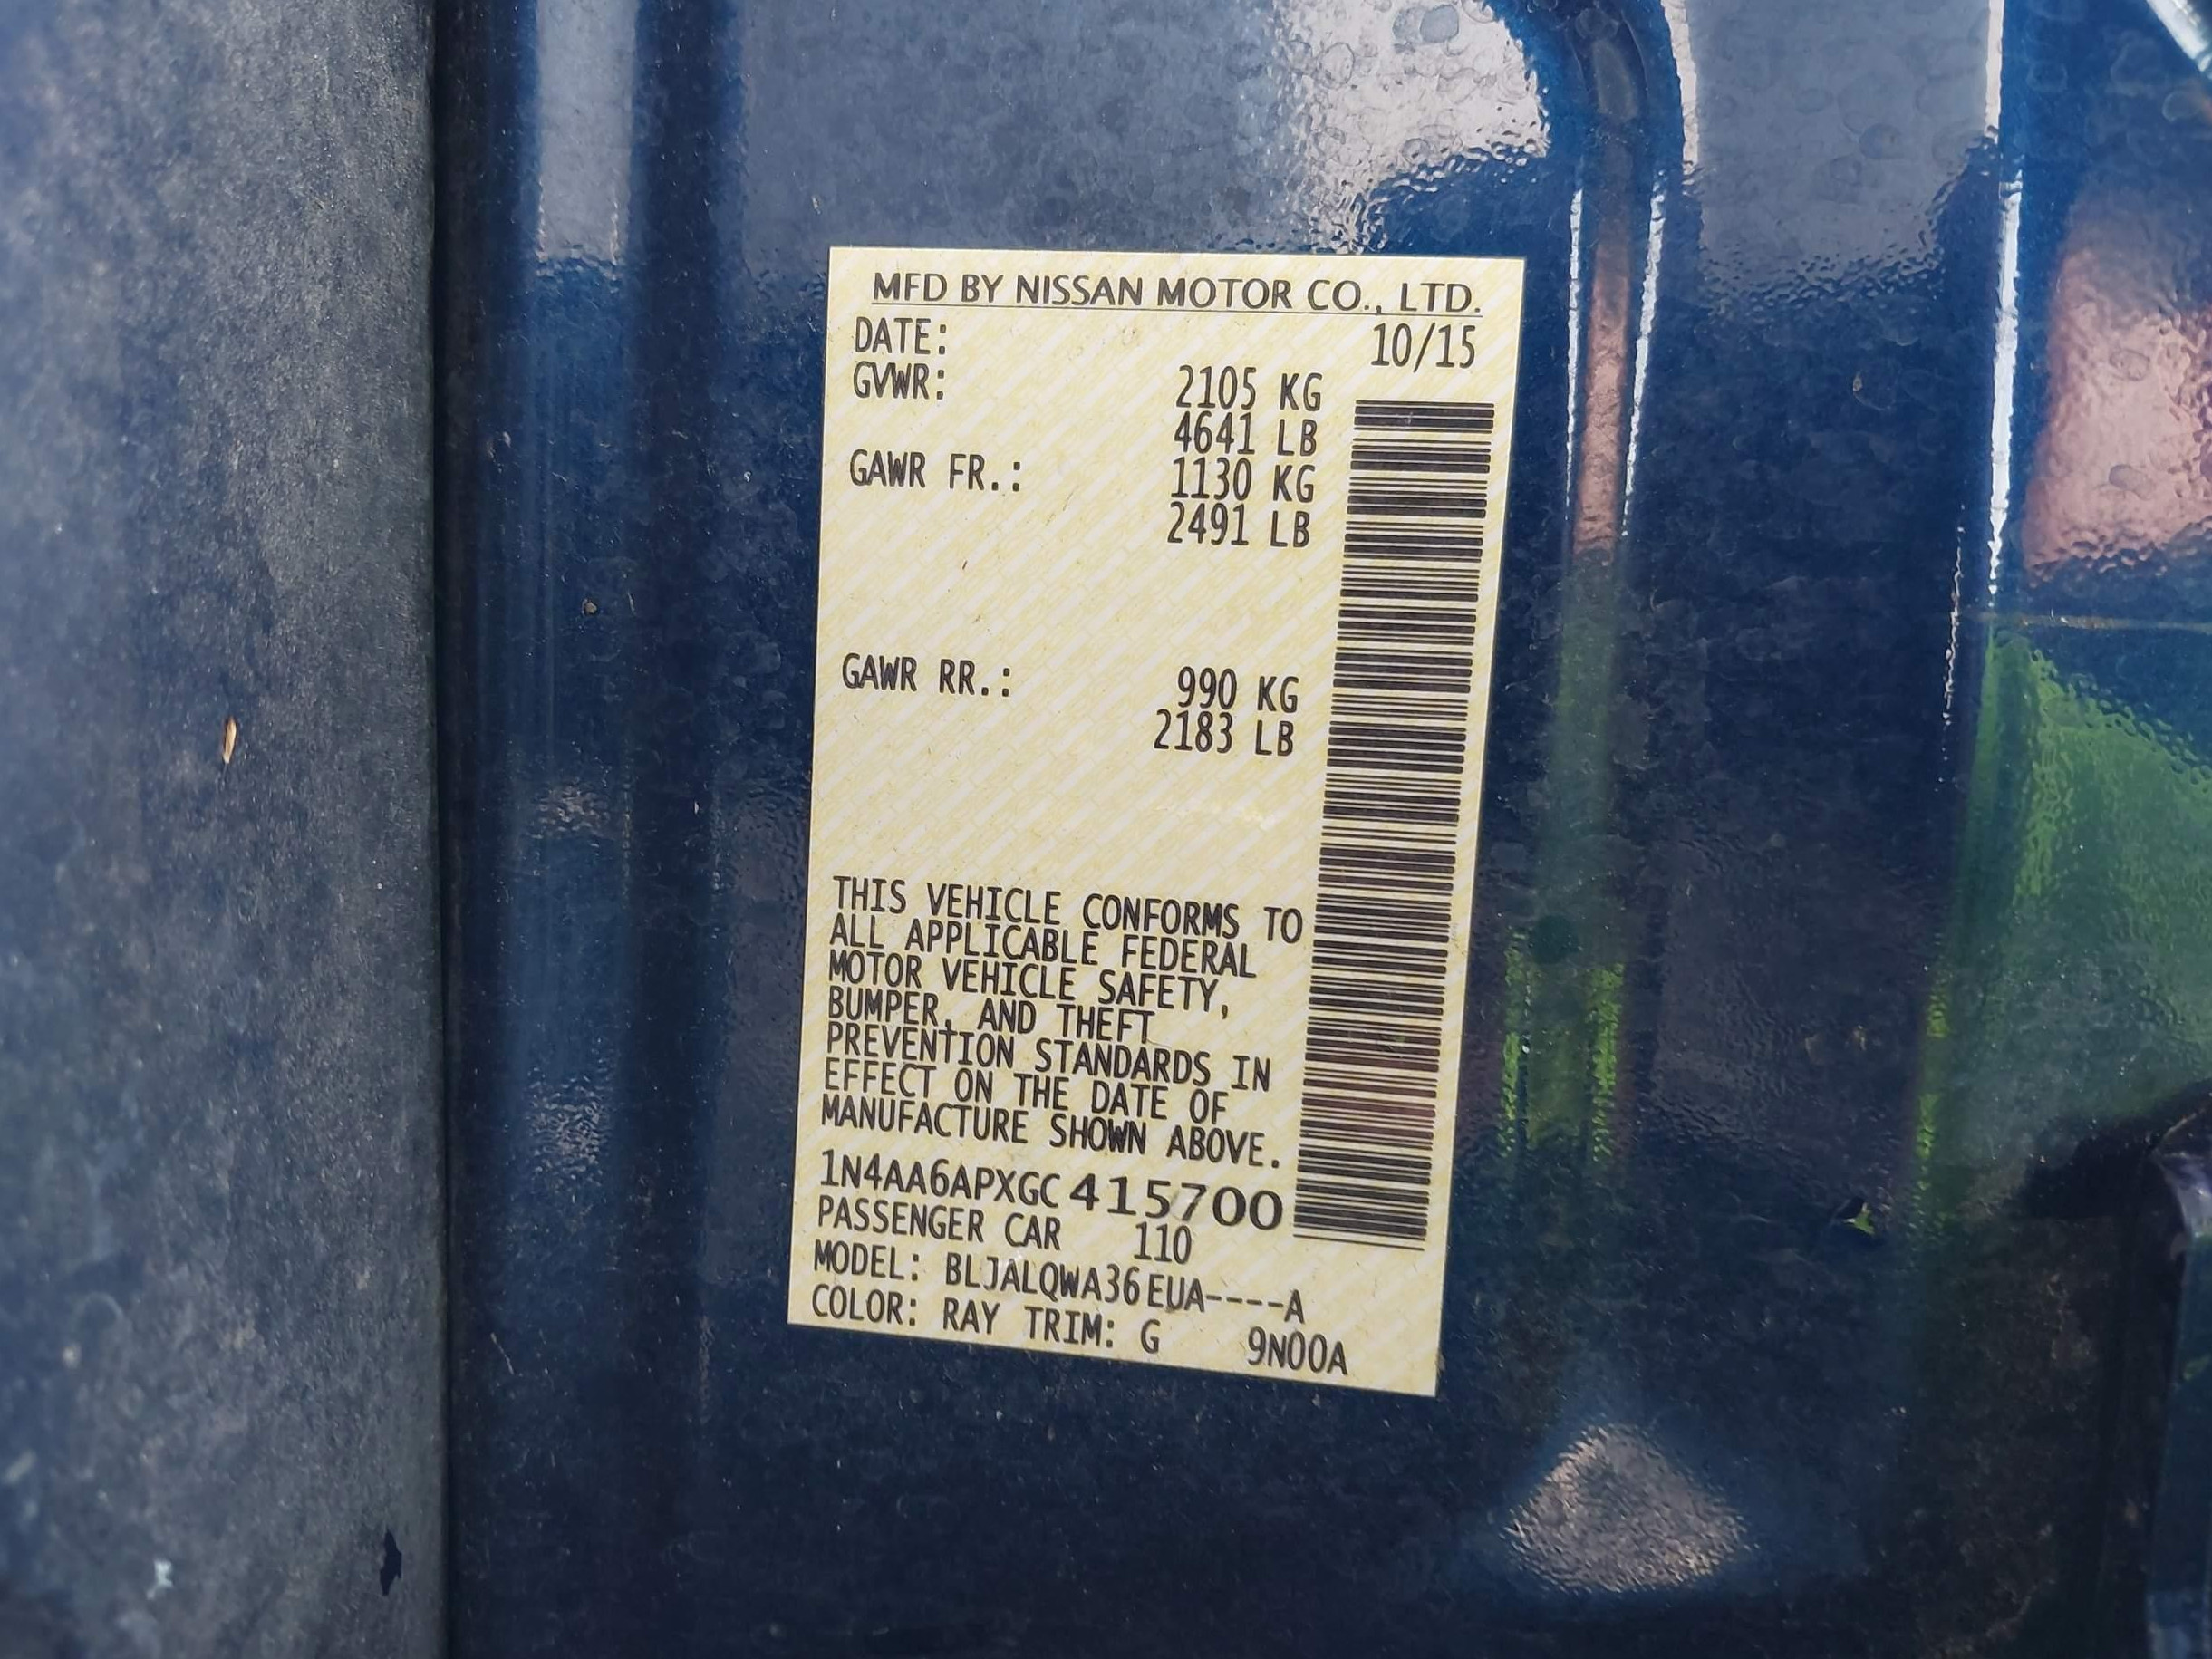 MFD BY NISSAN MOTOR CO., LTD.
DATE: 10/15
GVWR: 2105 KG
4641 LB
GAWR FR.: 1130 KG
2491 LB
GAWR RR.: 990 KG
2183 LB
THIS VEHICLE CONFORMS TO
ALL APPLICABLE FEDERAL
MOTOR VEHICLE SAFETY,
BUMPER, AND THEFT
PREVENTION STANDARDS IN
EFFECT ON THE DATE OF
MANUFACTURE SHOWN ABOVE.
1N4AA6APXGC415700
PASSENGER CAR 110
MODEL: BLJALQWA36EUA----A
COLOR: RAY TRIM: G 9N00A